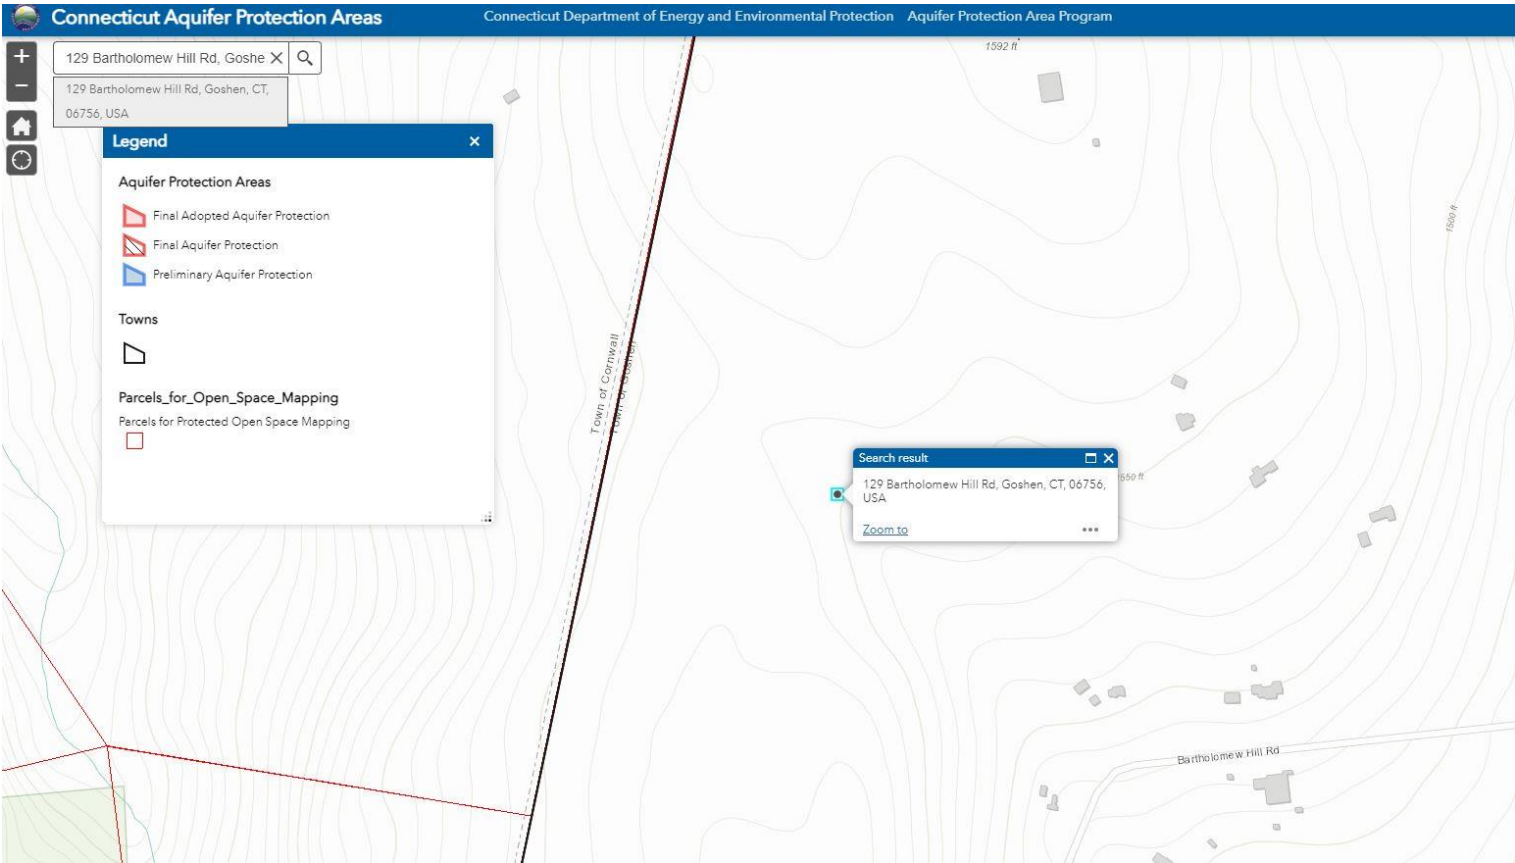 Connecticut Aquifer Protection Areas
Connecticut Department of Energy and Environmental Protection Aquifer Protection Area Program
129 Bartholomew Hill Rd, Goshe
129 Bartholomew Hill Rd, Goshen, CT,
06756, USA
Legend
Aquifer Protection Areas
Final Adopted Aquifer Protection
Final Aquifer Protection
Preliminary Aquifer Protection
Towns
Parcels_for_Open_Space_Mapping
Parcels for Protected Open Space Mapping
1592 ft
1500 ft
Town of Cornwall
Town of Goshen
Search result
129 Bartholomew Hill Rd, Goshen, CT, 06756,
USA
Zoom to
550 ft
Bartholomew Hill Rd